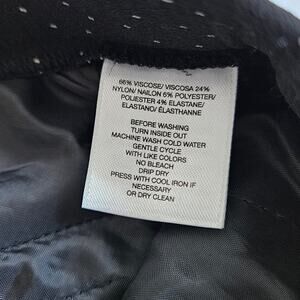 66% VISCOSE/ VISCOSA 24%
NYLON/ NAILON 6% POLYESTER/
POLIESTER 4% ELASTANE/
ELASTANO/ ÉLASTHANNE
BEFORE WASHING
TURN INSIDE OUT
MACHINE WASH COLD WATER
GENTLE CYCLE
WITH LIKE COLORS
NO BLEACH
DRIP DRY
PRESS WITH COOL IRON IF
NECESSARY
OR DRY CLEAN